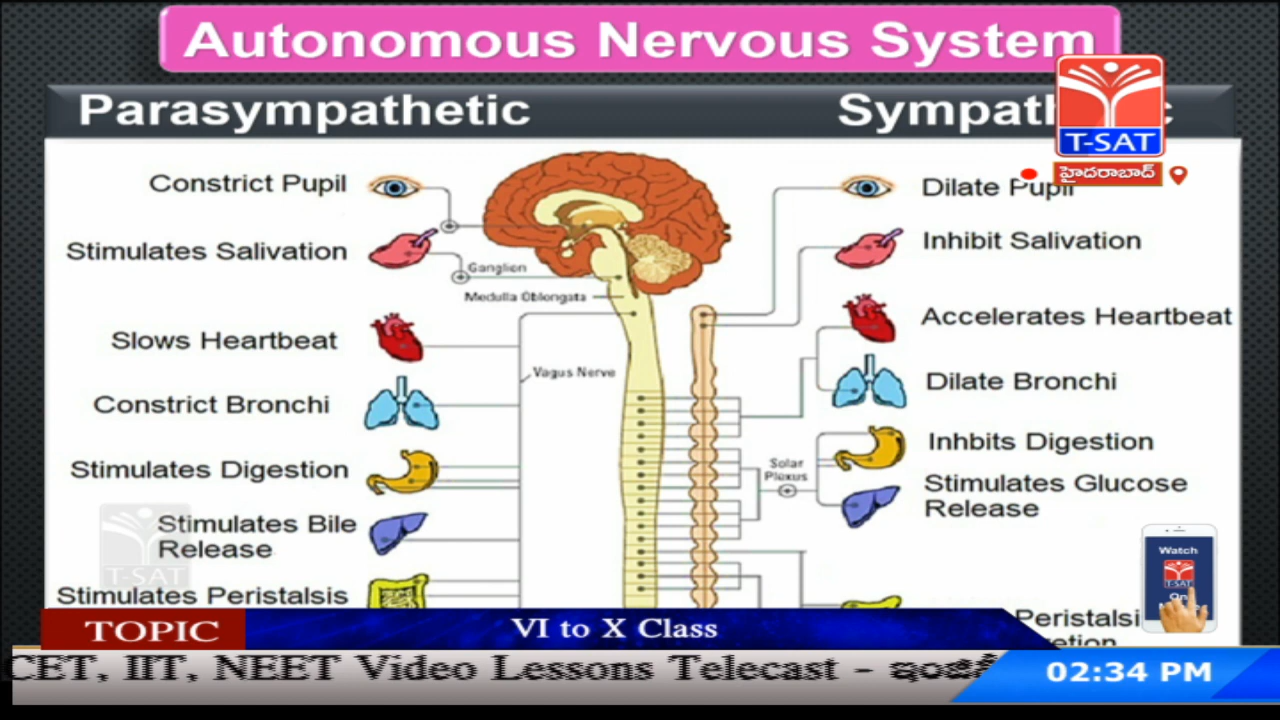 Autonomous Nervous System
Parasympathetic
T-SAT
హైదరాబాద్
Constrict Pupil
Dilate Pupil
Stimulates Salivation
Inhibit Salivation
Ganglion
Medulla Oblongata
Slows Heartbeat
Accelerates Heartbeat
Vagus Nerve
Constrict Bronchi
Dilate Bronchi
Stimulates Digestion
Inhbits Digestion
Solar
Plexus
Stimulates Glucose
Release
Stimulates Bile
Release
T-SAT
Stimulates Peristalsis
Watch
T-SAT
On
TOPIC
VI to X Class
CET, IIT, NEET Video Lessons Telecast -
02:34 PM